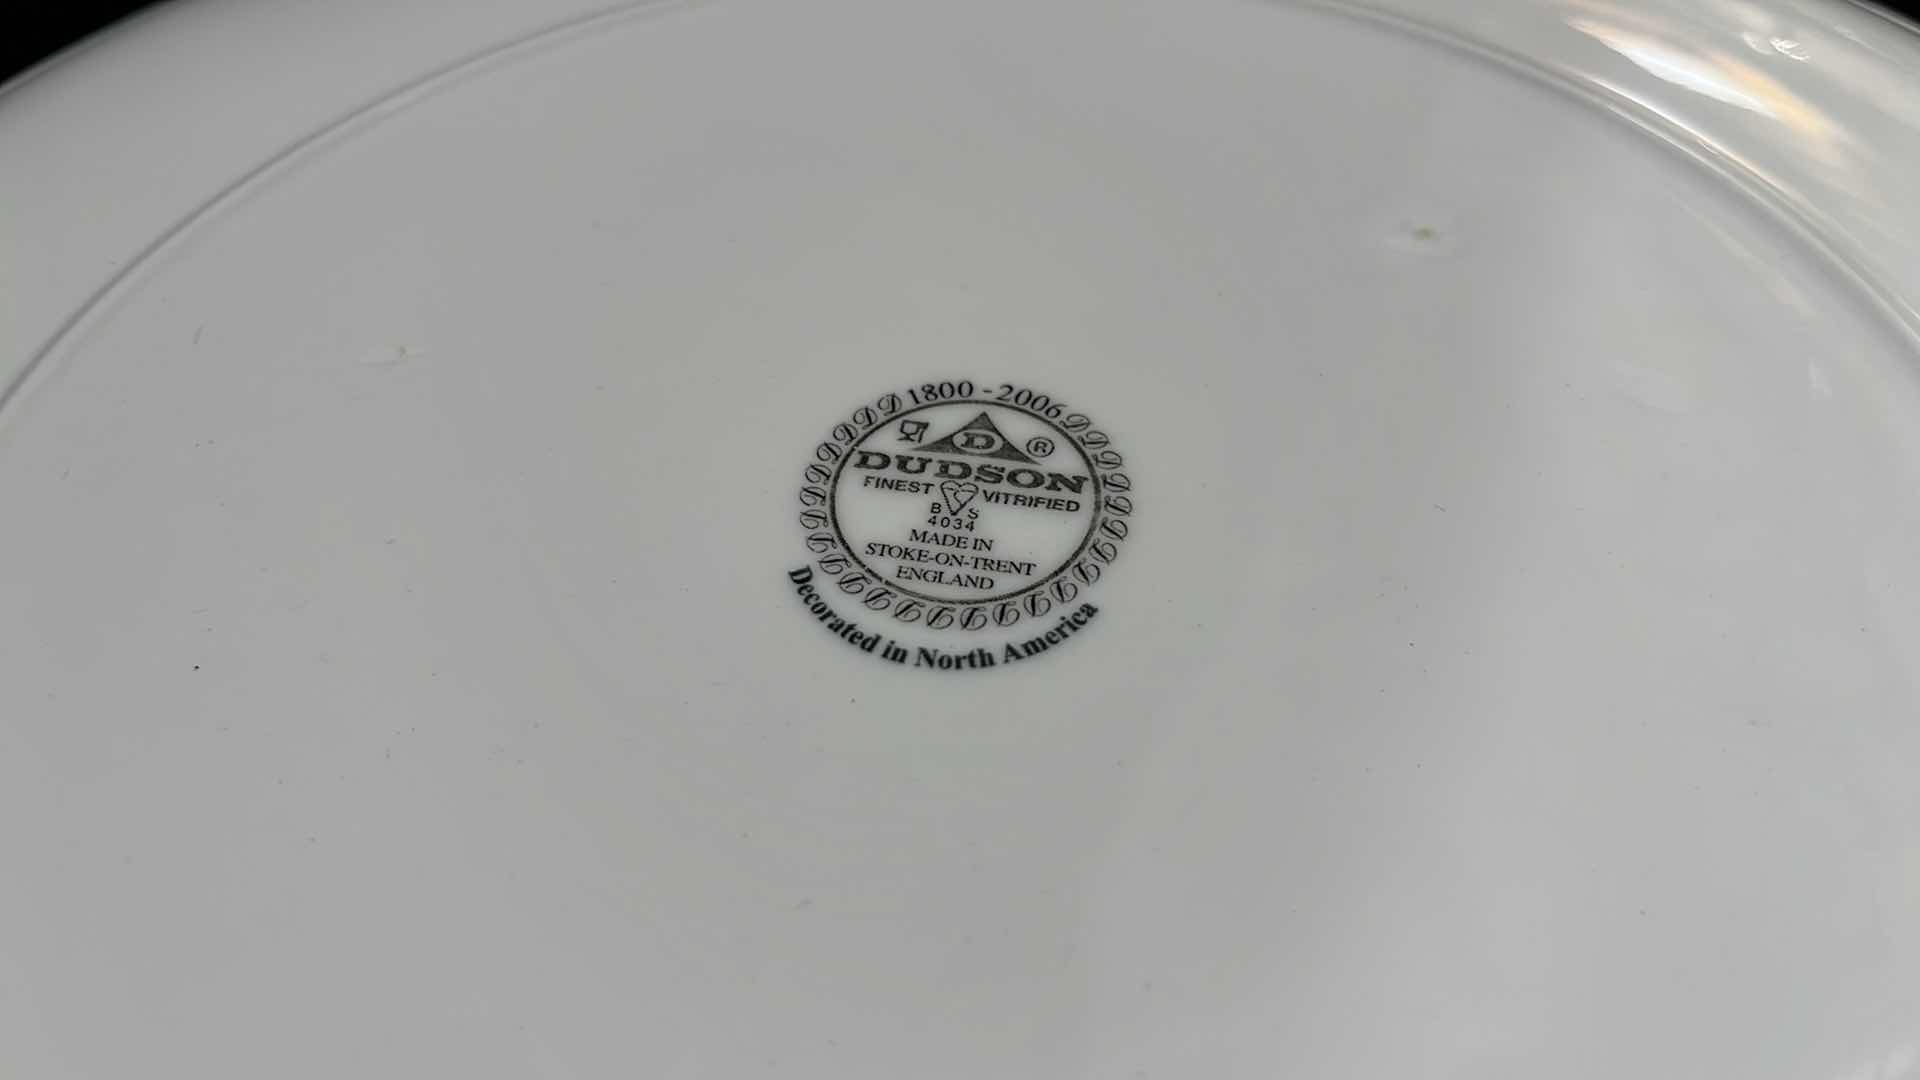 1800 - 2006
D
®
DUDSON
FINEST VITRIFIED
B S
4034
MADE IN
STOKE-ON-TRENT
ENGLAND
Decorated in North America